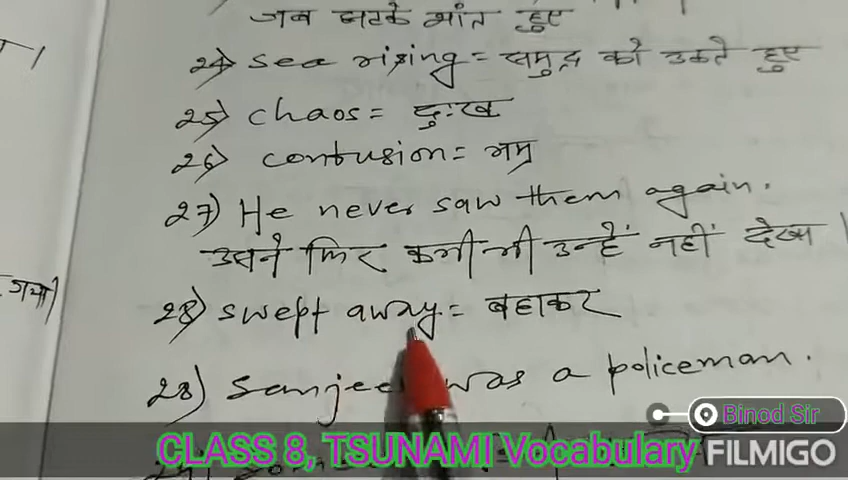 जब झटके शांत हुए
24) sea rising = समुद्र को उठते हुए
25) chaos = दुःख
26) confusion = भ्रम
27) He never saw them again.
उसने फिर कभी भी उन्हें नहीं देखा।
गया।
28) swept away = बहाकर
28) Sanjeev was a policeman.
Binod Sir
CLASS 8, TSUNAMI Vocabulary
FILMIGO